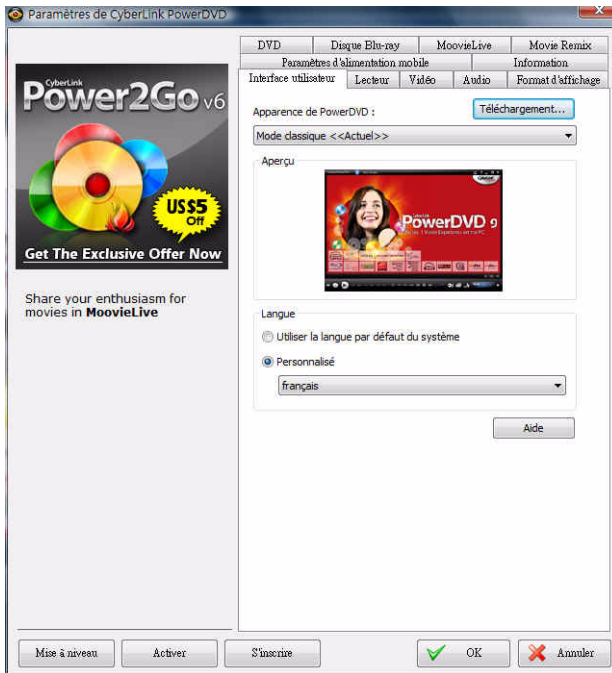 Paramètres de CyberLink PowerDVD
DVD
Disque Blu-ray
MoovieLive
Movie Remix
Paramètres d'alimentation mobile
Information
Interface utilisateur
Lecteur
Vidéo
Audio
Format d'affichage
CyberLink
Power2Go v6
US$5
Off
Get The Exclusive Offer Now
Share your enthusiasm for
movies in MoovieLive
Apparence de PowerDVD :
Téléchargement...
Mode classique <<Actuel>>
Aperçu
CyberLink
PowerDVD 9
Langue
Utiliser la langue par défaut du système
Personnalisé
français
Aide
Mise à niveau
Activer
S'inscrire
OK
Annuler